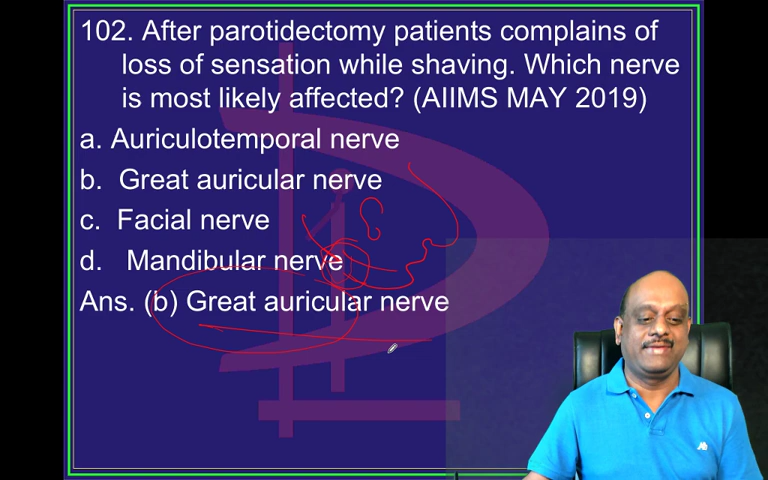 102. After parotidectomy patients complains of
loss of sensation while shaving. Which nerve
is most likely affected? (AIIMS MAY 2019)
a. Auriculotemporal nerve
b. Great auricular nerve
c. Facial nerve
d. Mandibular nerve
Ans. (b) Great auricular nerve